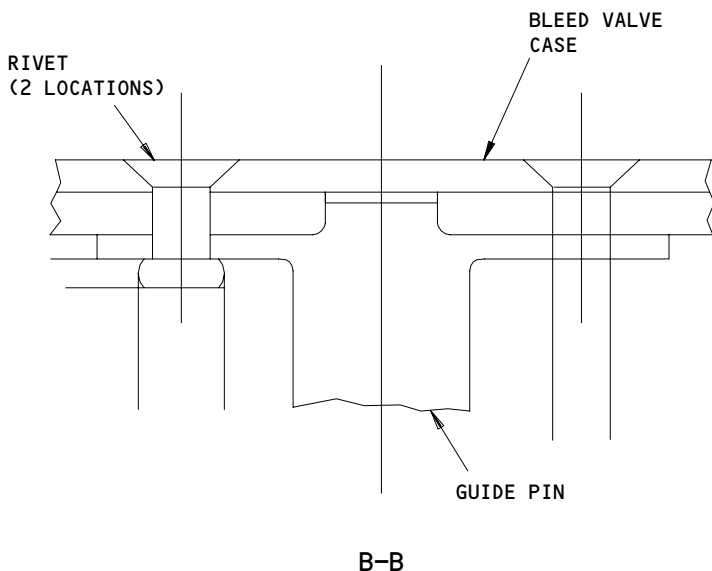 BLEED VALVE
CASE
RIVET
(2 LOCATIONS)
GUIDE PIN
B-B